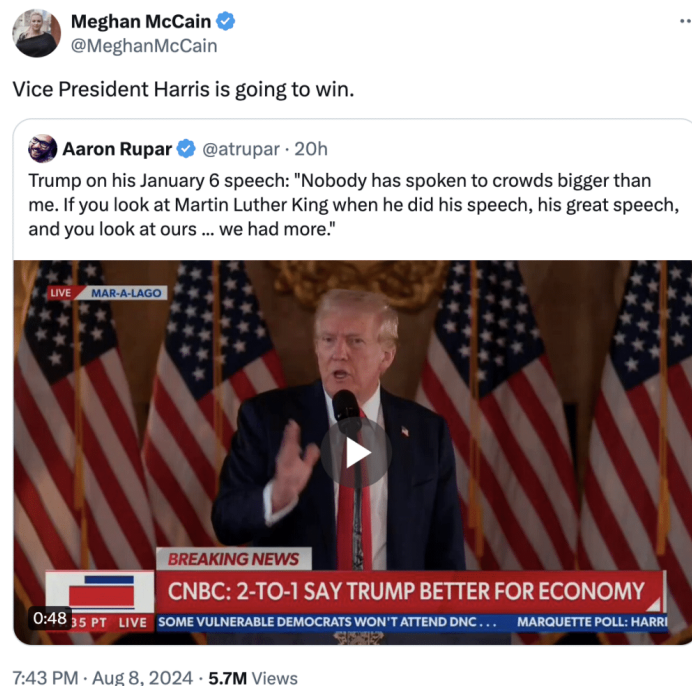 Meghan McCain
@MeghanMcCain
Vice President Harris is going to win.
Aaron Rupar @atrupar · 20h
Trump on his January 6 speech: "Nobody has spoken to crowds bigger than
me. If you look at Martin Luther King when he did his speech, his great speech,
and you look at ours ... we had more."
LIVE MAR-A-LAGO
BREAKING NEWS
CNBC: 2-TO-1 SAY TRUMP BETTER FOR ECONOMY
0:48 35 PT LIVE SOME VULNERABLE DEMOCRATS WON'T ATTEND DNC... MARQUETTE POLL: HARRI
7:43 PM · Aug 8, 2024 · 5.7M Views